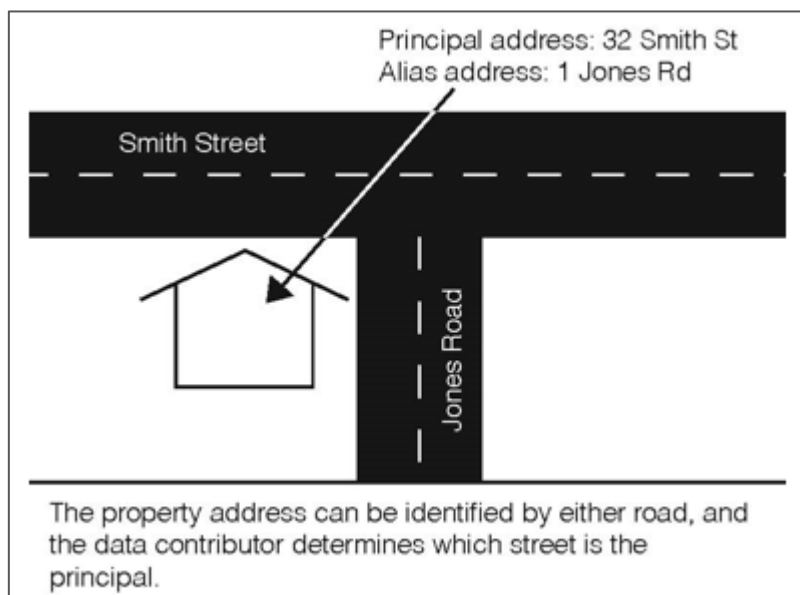 Principal address: 32 Smith St
Alias address: 1 Jones Rd
Smith Street
Jones Road
The property address can be identified by either road, and
the data contributor determines which street is the
principal.